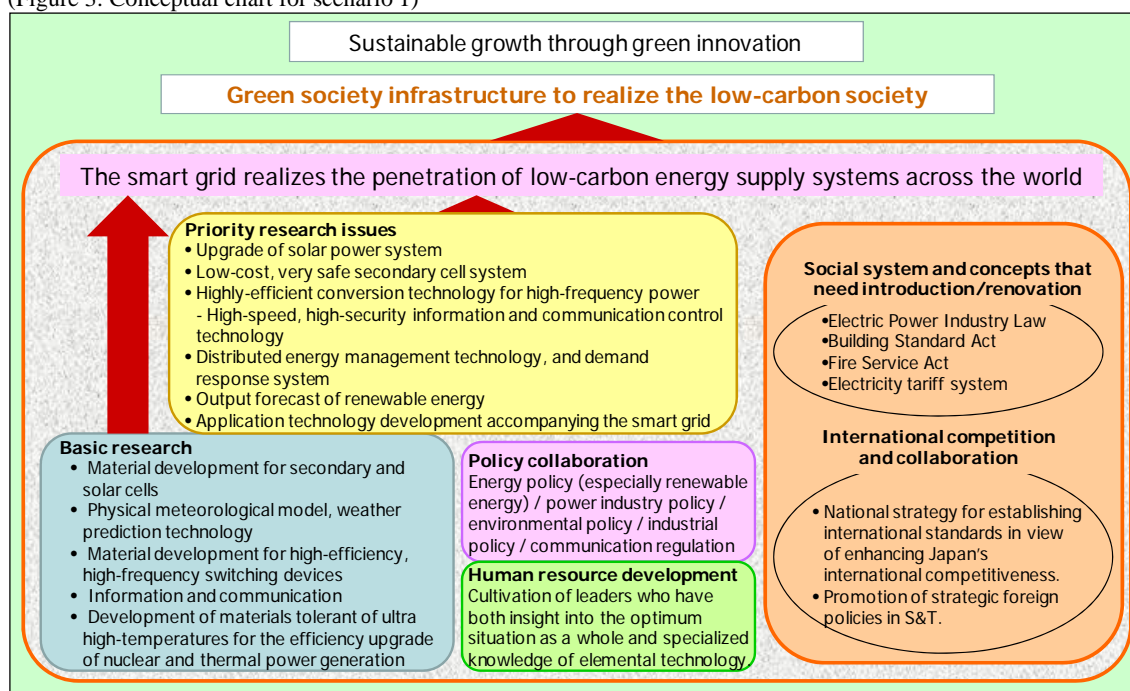 (Figure 3: Conceptual chart for scenario 1)
Sustainable growth through green innovation
Green society infrastructure to realize the low-carbon society
The smart grid realizes the penetration of low-carbon energy supply systems across the world
Priority research issues
• Upgrade of solar power system
• Low-cost, very safe secondary cell system
• Highly-efficient conversion technology for high-frequency power
- High-speed, high-security information and communication control
technology
• Distributed energy management technology, and demand
response system
• Output forecast of renewable energy
• Application technology development accompanying the smart grid
Basic research
• Material development for secondary and
solar cells
• Physical meteorological model, weather
prediction technology
• Material development for high-efficiency,
high-frequency switching devices
• Information and communication
• Development of materials tolerant of ultra
high-temperatures for the efficiency upgrade
of nuclear and thermal power generation
Policy collaboration
Energy policy (especially renewable
energy) / power industry policy /
environmental policy / industrial
policy / communication regulation
Human resource development
Cultivation of leaders who have
both insight into the optimum
situation as a whole and specialized
knowledge of elemental technology.
Social system and concepts that
need introduction/renovation
•Electric Power Industry Law
•Building Standard Act
•Fire Service Act
•Electricity tariff system
International competition
and collaboration
• National strategy for establishing
international standards in view
of enhancing Japan's
international competitiveness.
• Promotion of strategic foreign
policies in S&T.